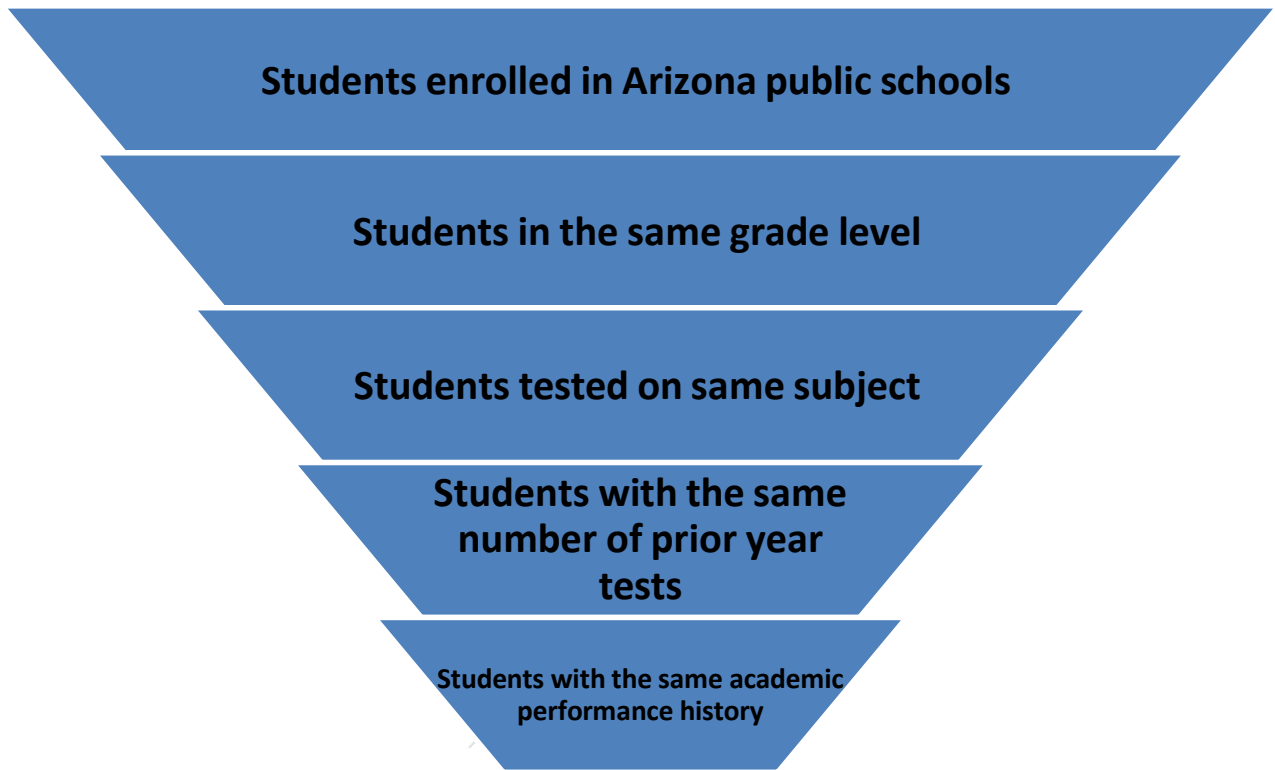 Students enrolled in Arizona public schools
Students in the same grade level
Students tested on same subject
Students with the same
number of prior year
tests
Students with the same academic
performance history